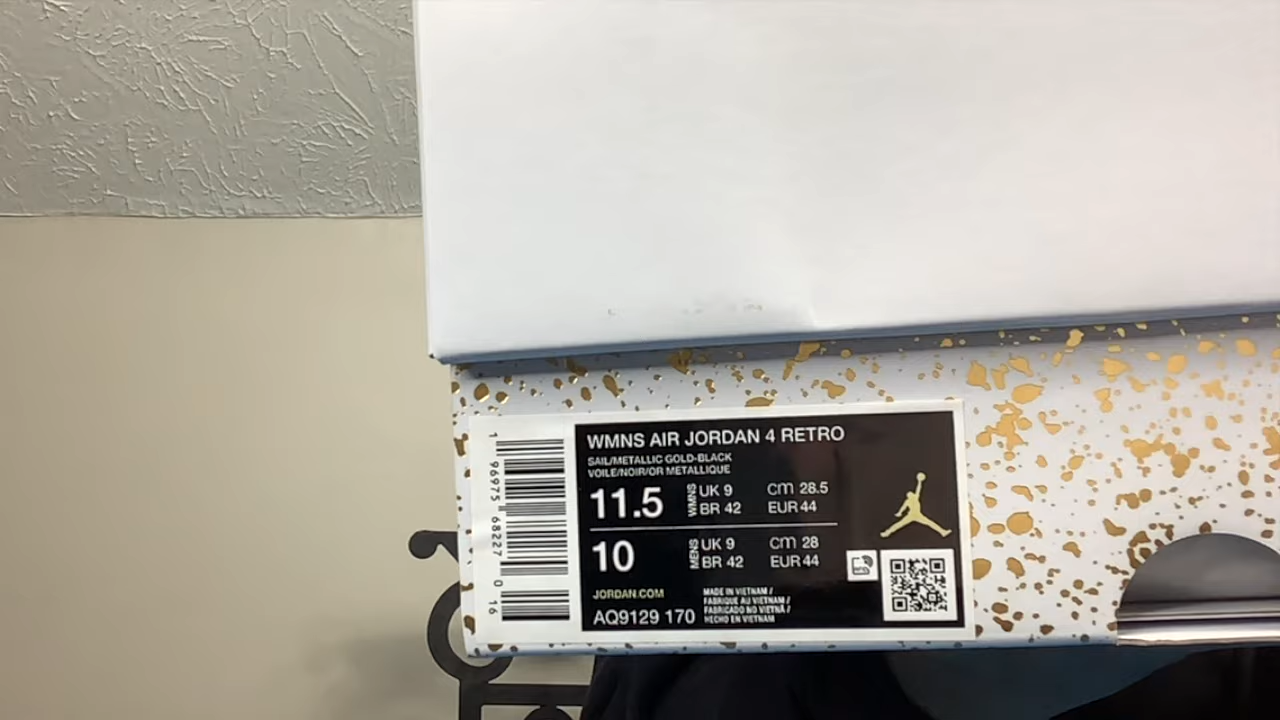 WMNS AIR JORDAN 4 RETRO
SAIL/METALLIC GOLD-BLACK
VOILE/NOIR/OR METALLIQUE
11.5 WMNS UK 9 CM 28.5
BR 42 EUR 44
10 MENS UK 9 CM 28
BR 42 EUR 44
JORDAN.COM
AQ9129 170
MADE IN VIETNAM /
FABRIQUE AU VIETNAM /
FABRICADO NO VIETNÃ /
HECHO EN VIETNAM
1 96975 68227 0 16